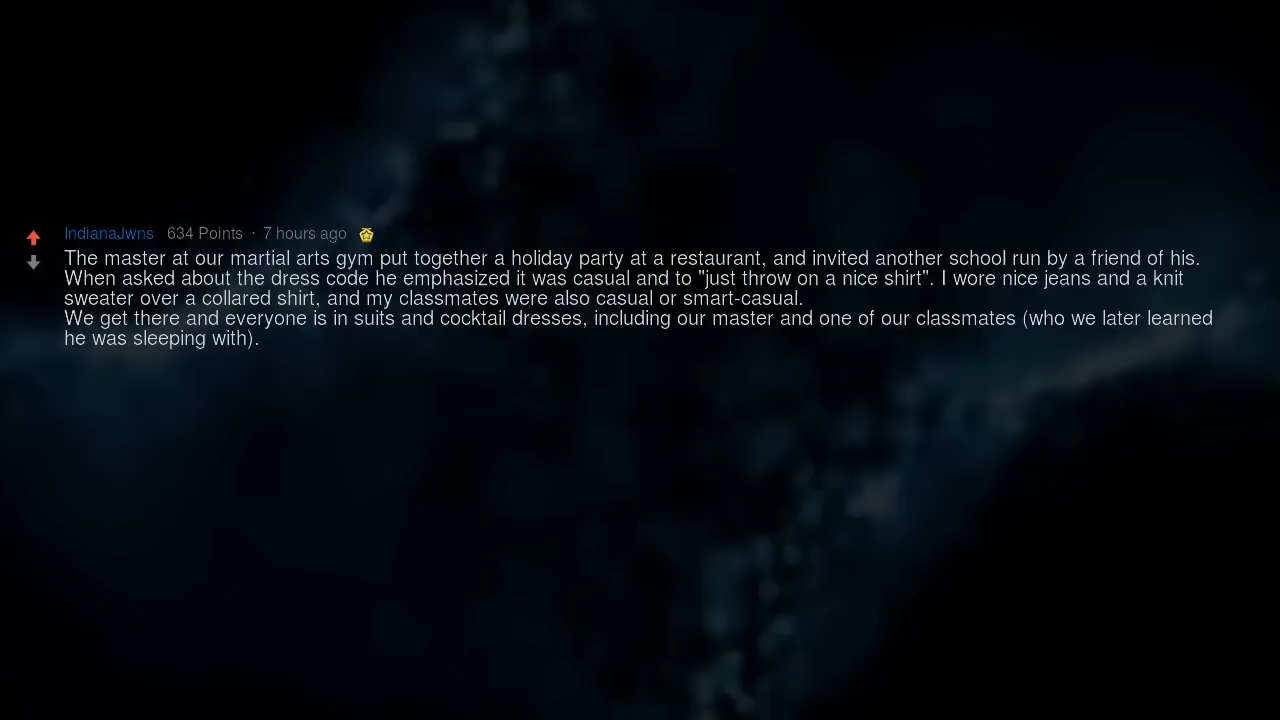 IndianaJwns 634 Points · 7 hours ago
The master at our martial arts gym put together a holiday party at a restaurant, and invited another school run by a friend of his.
When asked about the dress code he emphasized it was casual and to "just throw on a nice shirt". I wore nice jeans and a knit
sweater over a collared shirt, and my classmates were also casual or smart-casual.
We get there and everyone is in suits and cocktail dresses, including our master and one of our classmates (who we later learned
he was sleeping with).